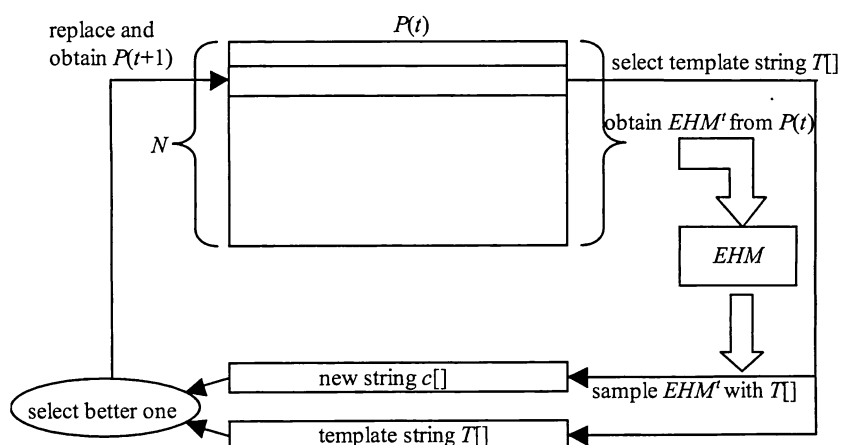 replace and
obtain P(t+1)
P(t)
select template string T[]
obtain EHMᵗ from P(t)
N
EHM
new string c[]
sample EHMᵗ with T[]
select better one
template string T[]